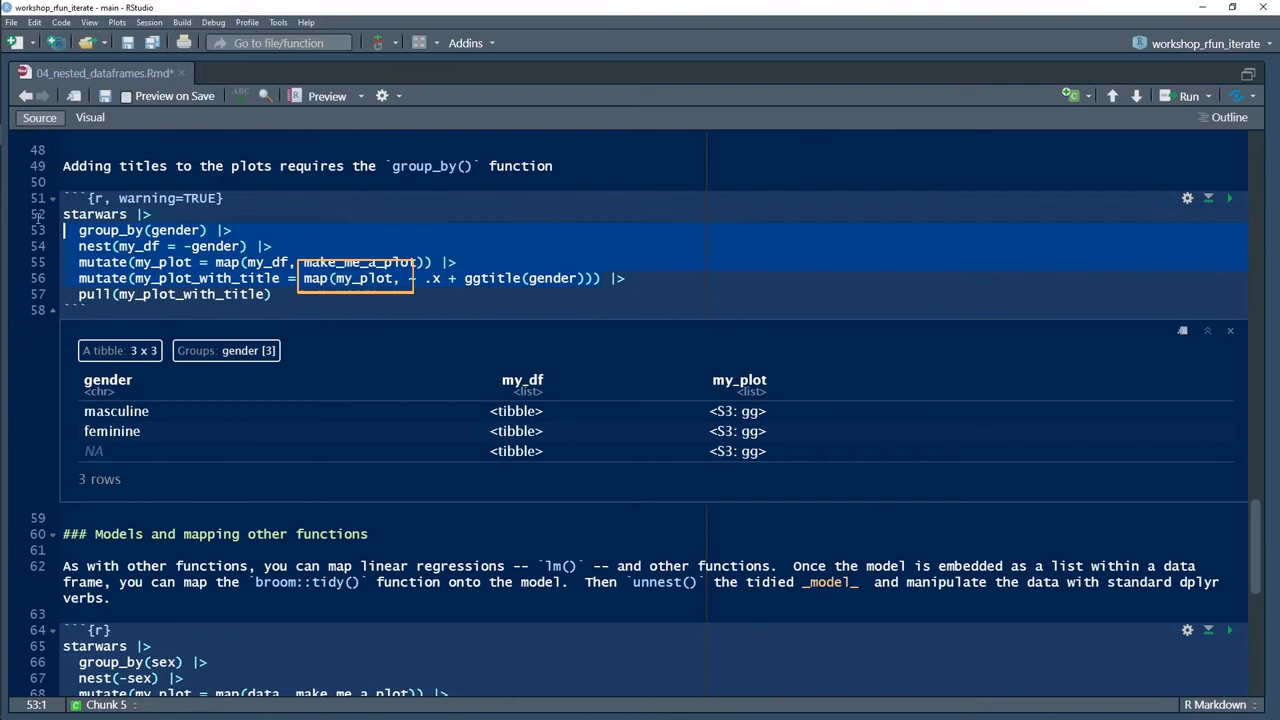 workshop_rfun_iterate - main - RStudio
File Edit Code View Plots Session Build Debug Profile Tools Help
Go to file/function Addins workshop_rfun_iterate
04_nested_dataframes.Rmd*
Preview on Save ABC Preview Run
Source Visual Outline
48
49 Adding titles to the plots requires the `group_by()` function
50
51 ```{r, warning=TRUE}
52 starwars |>
53 group_by(gender) |>
54 nest(my_df = -gender) |>
55 mutate(my_plot = map(my_df, make_me_a_plot)) |>
56 mutate(my_plot_with_title = map(my_plot, ~ .x + ggtitle(gender))) |>
57 pull(my_plot_with_title)
58 ```
A tibble: 3 x 3 Groups: gender [3]
gender my_df my_plot
<chr> <list> <list>
masculine <tibble> <S3: gg>
feminine <tibble> <S3: gg>
NA <tibble> <S3: gg>
3 rows
59
60 ### Models and mapping other functions
61
62 As with other functions, you can map linear regressions -- `lm()` -- and other functions.  Once the model is embedded as a list within a data
frame, you can map the `broom::tidy()` function onto the model.  Then `unnest()` the tidied _model_  and manipulate the data with standard dplyr
verbs.
63
64 ```{r}
65 starwars |>
66 group_by(sex) |>
67 nest(-sex) |>
68 mutate(my_plot = map(data, make_me_a_plot)) |>
53:1 Chunk 5 R Markdown